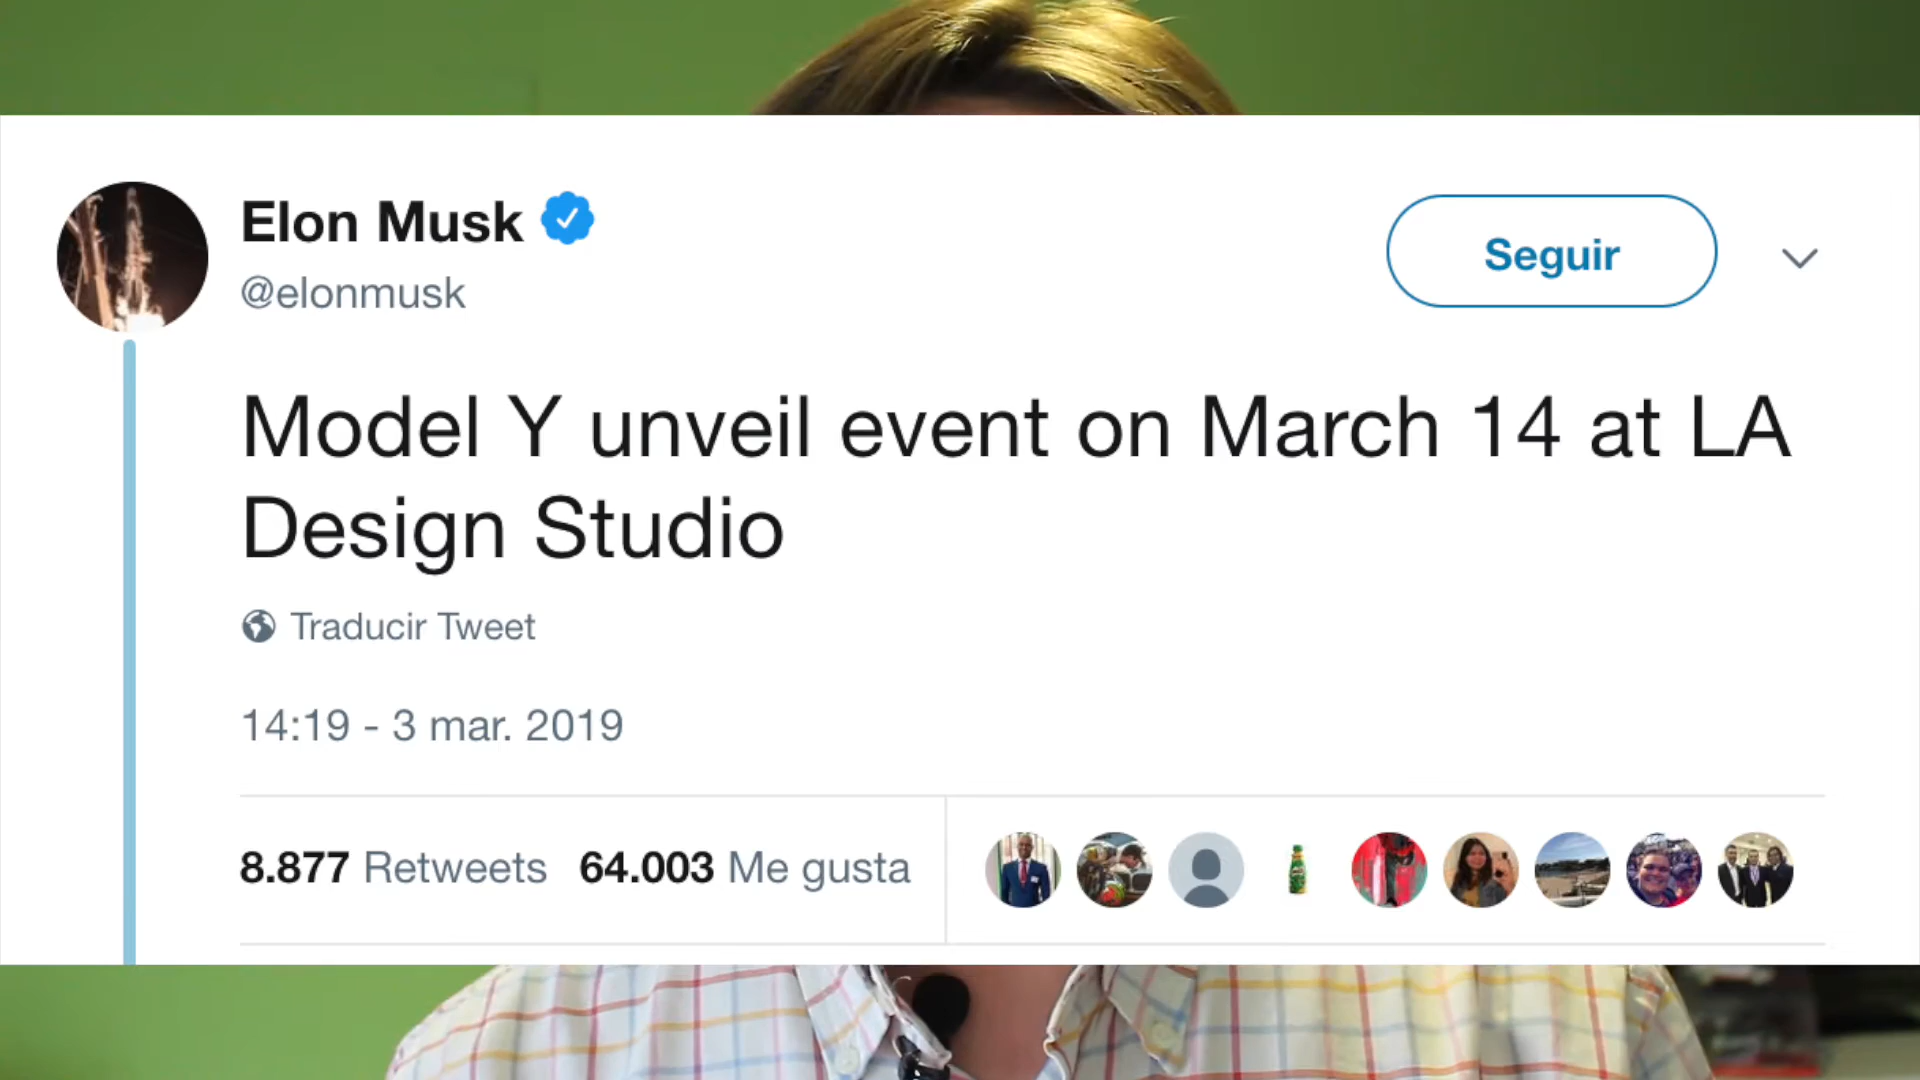 Elon Musk
@elonmusk
Seguir
Model Y unveil event on March 14 at LA
Design Studio
Traducir Tweet
14:19 - 3 mar. 2019
8.877 Retweets 64.003 Me gusta